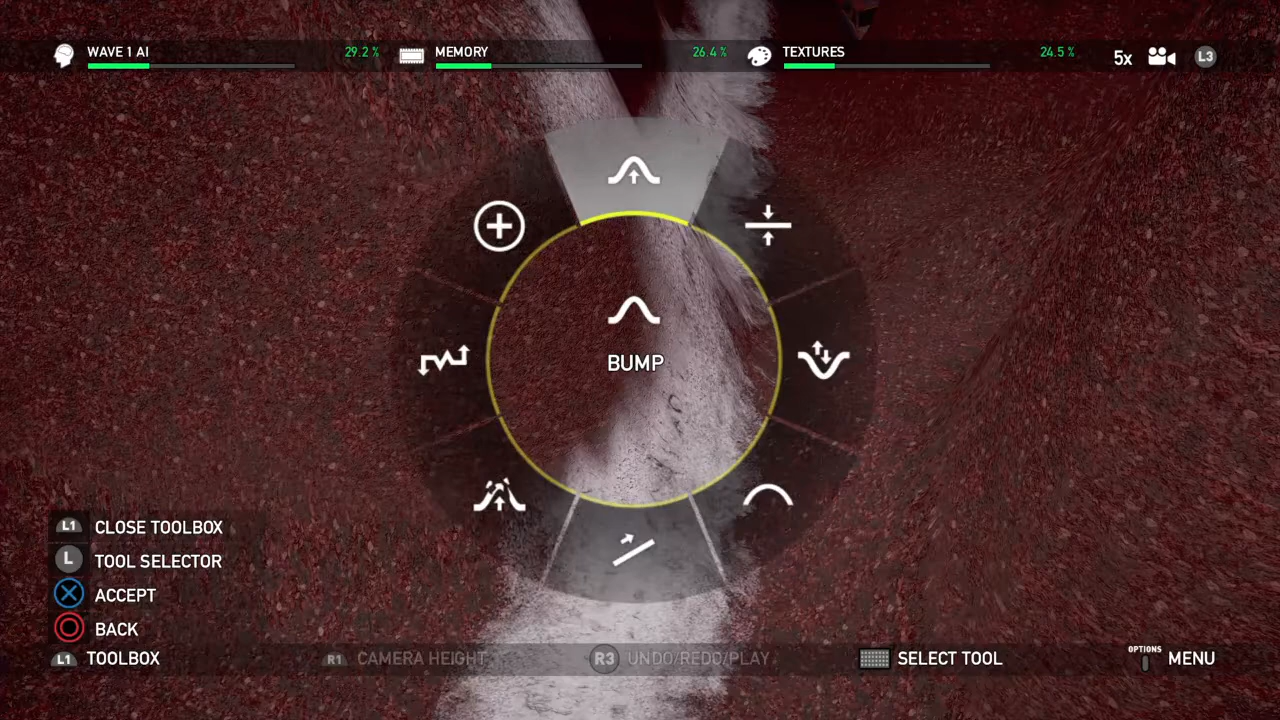 WAVE 1 AI 29.2 % MEMORY 26.4 % TEXTURES 24.5 % 5x L3
BUMP
L1 CLOSE TOOLBOX
L TOOL SELECTOR
ACCEPT
BACK
L1 TOOLBOX R1 CAMERA HEIGHT R3 UNDO/REDO/PLAY SELECT TOOL OPTIONS MENU